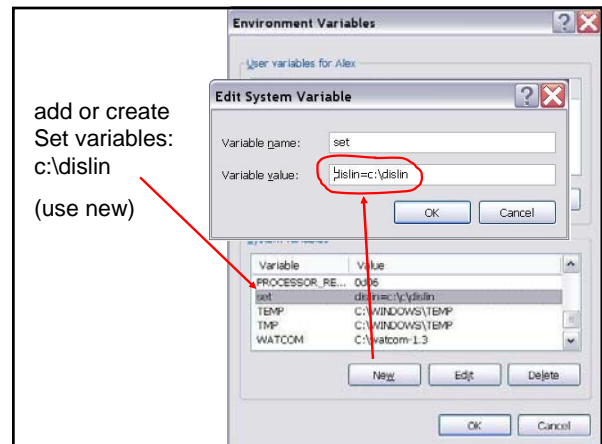 Environment Variables
User variables for Alex
Edit System Variable
add or create
Set variables:
c:\dislin
(use new)
Variable name:
set
Variable value:
dislin=c:\dislin
OK
Cancel
Variable
Value
PROCESSOR_RE...
0d06
set
dislin=c:\c\dislin
TEMP
C:\WINDOWS\TEMP
TMP
C:\WINDOWS\TEMP
WATCOM
C:\watcom-1.3
New
Edit
Delete
OK
Cancel